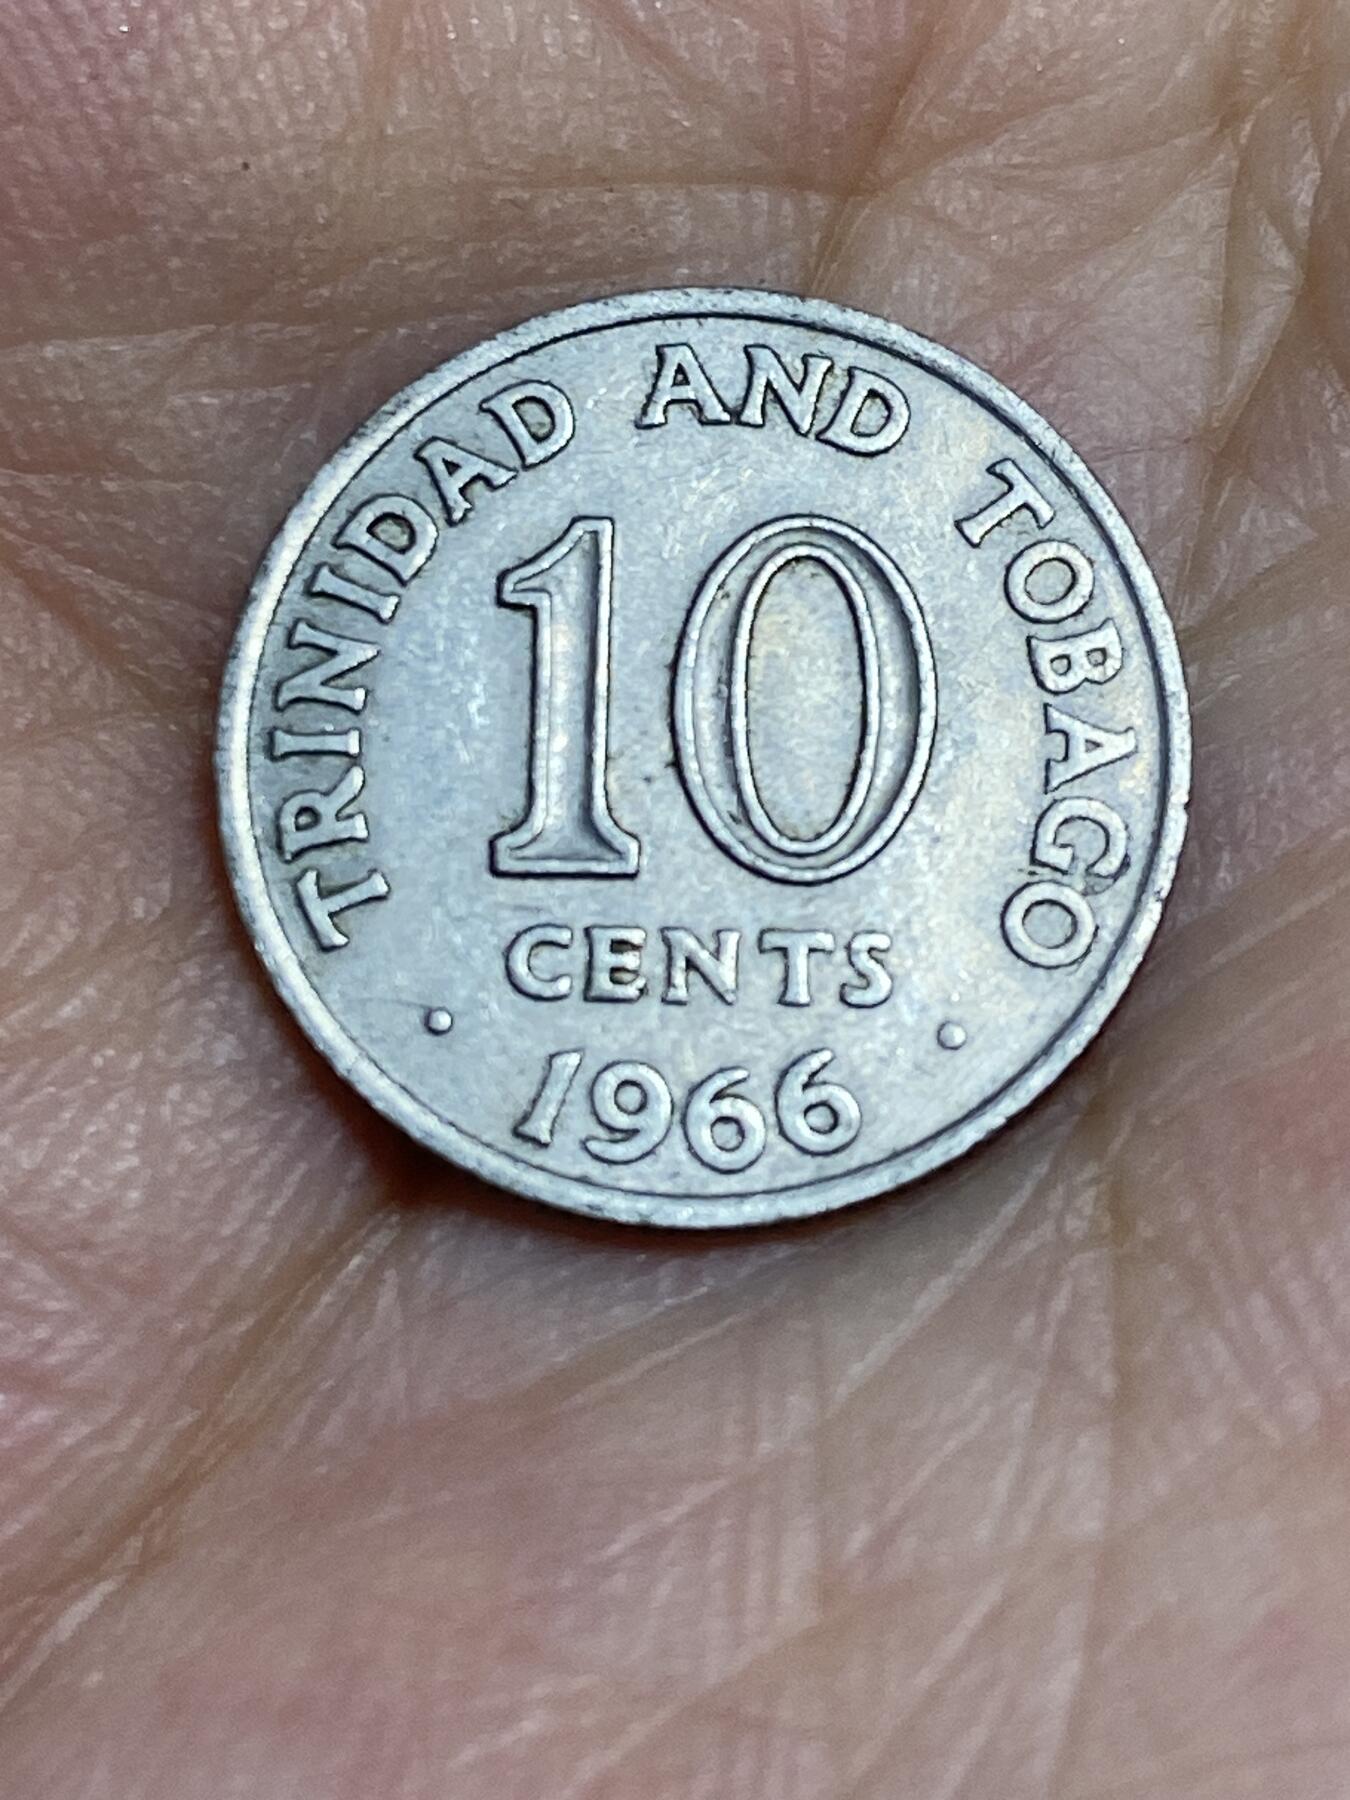 TRINIDAD AND TOBAGO
10
CENTS
1966